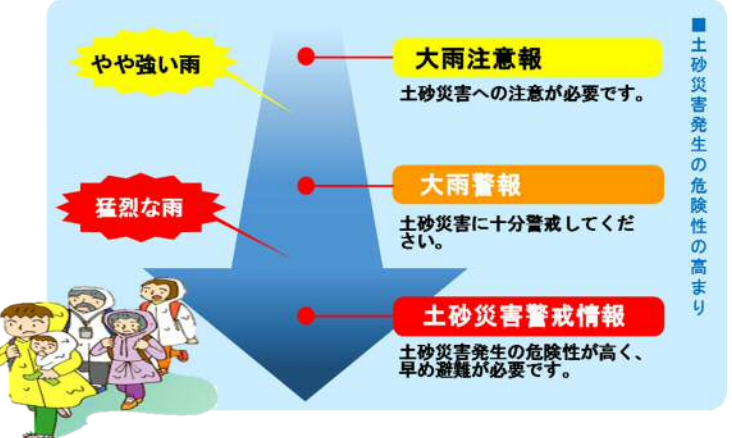 ■土砂災害発生の危険性の高まり
やや強い雨
大雨注意報
土砂災害への注意が必要です。
猛烈な雨
大雨警報
土砂災害に十分警戒してくだ
さい。
土砂災害警戒情報
土砂災害発生の危険性が高く、
早め避難が必要です。